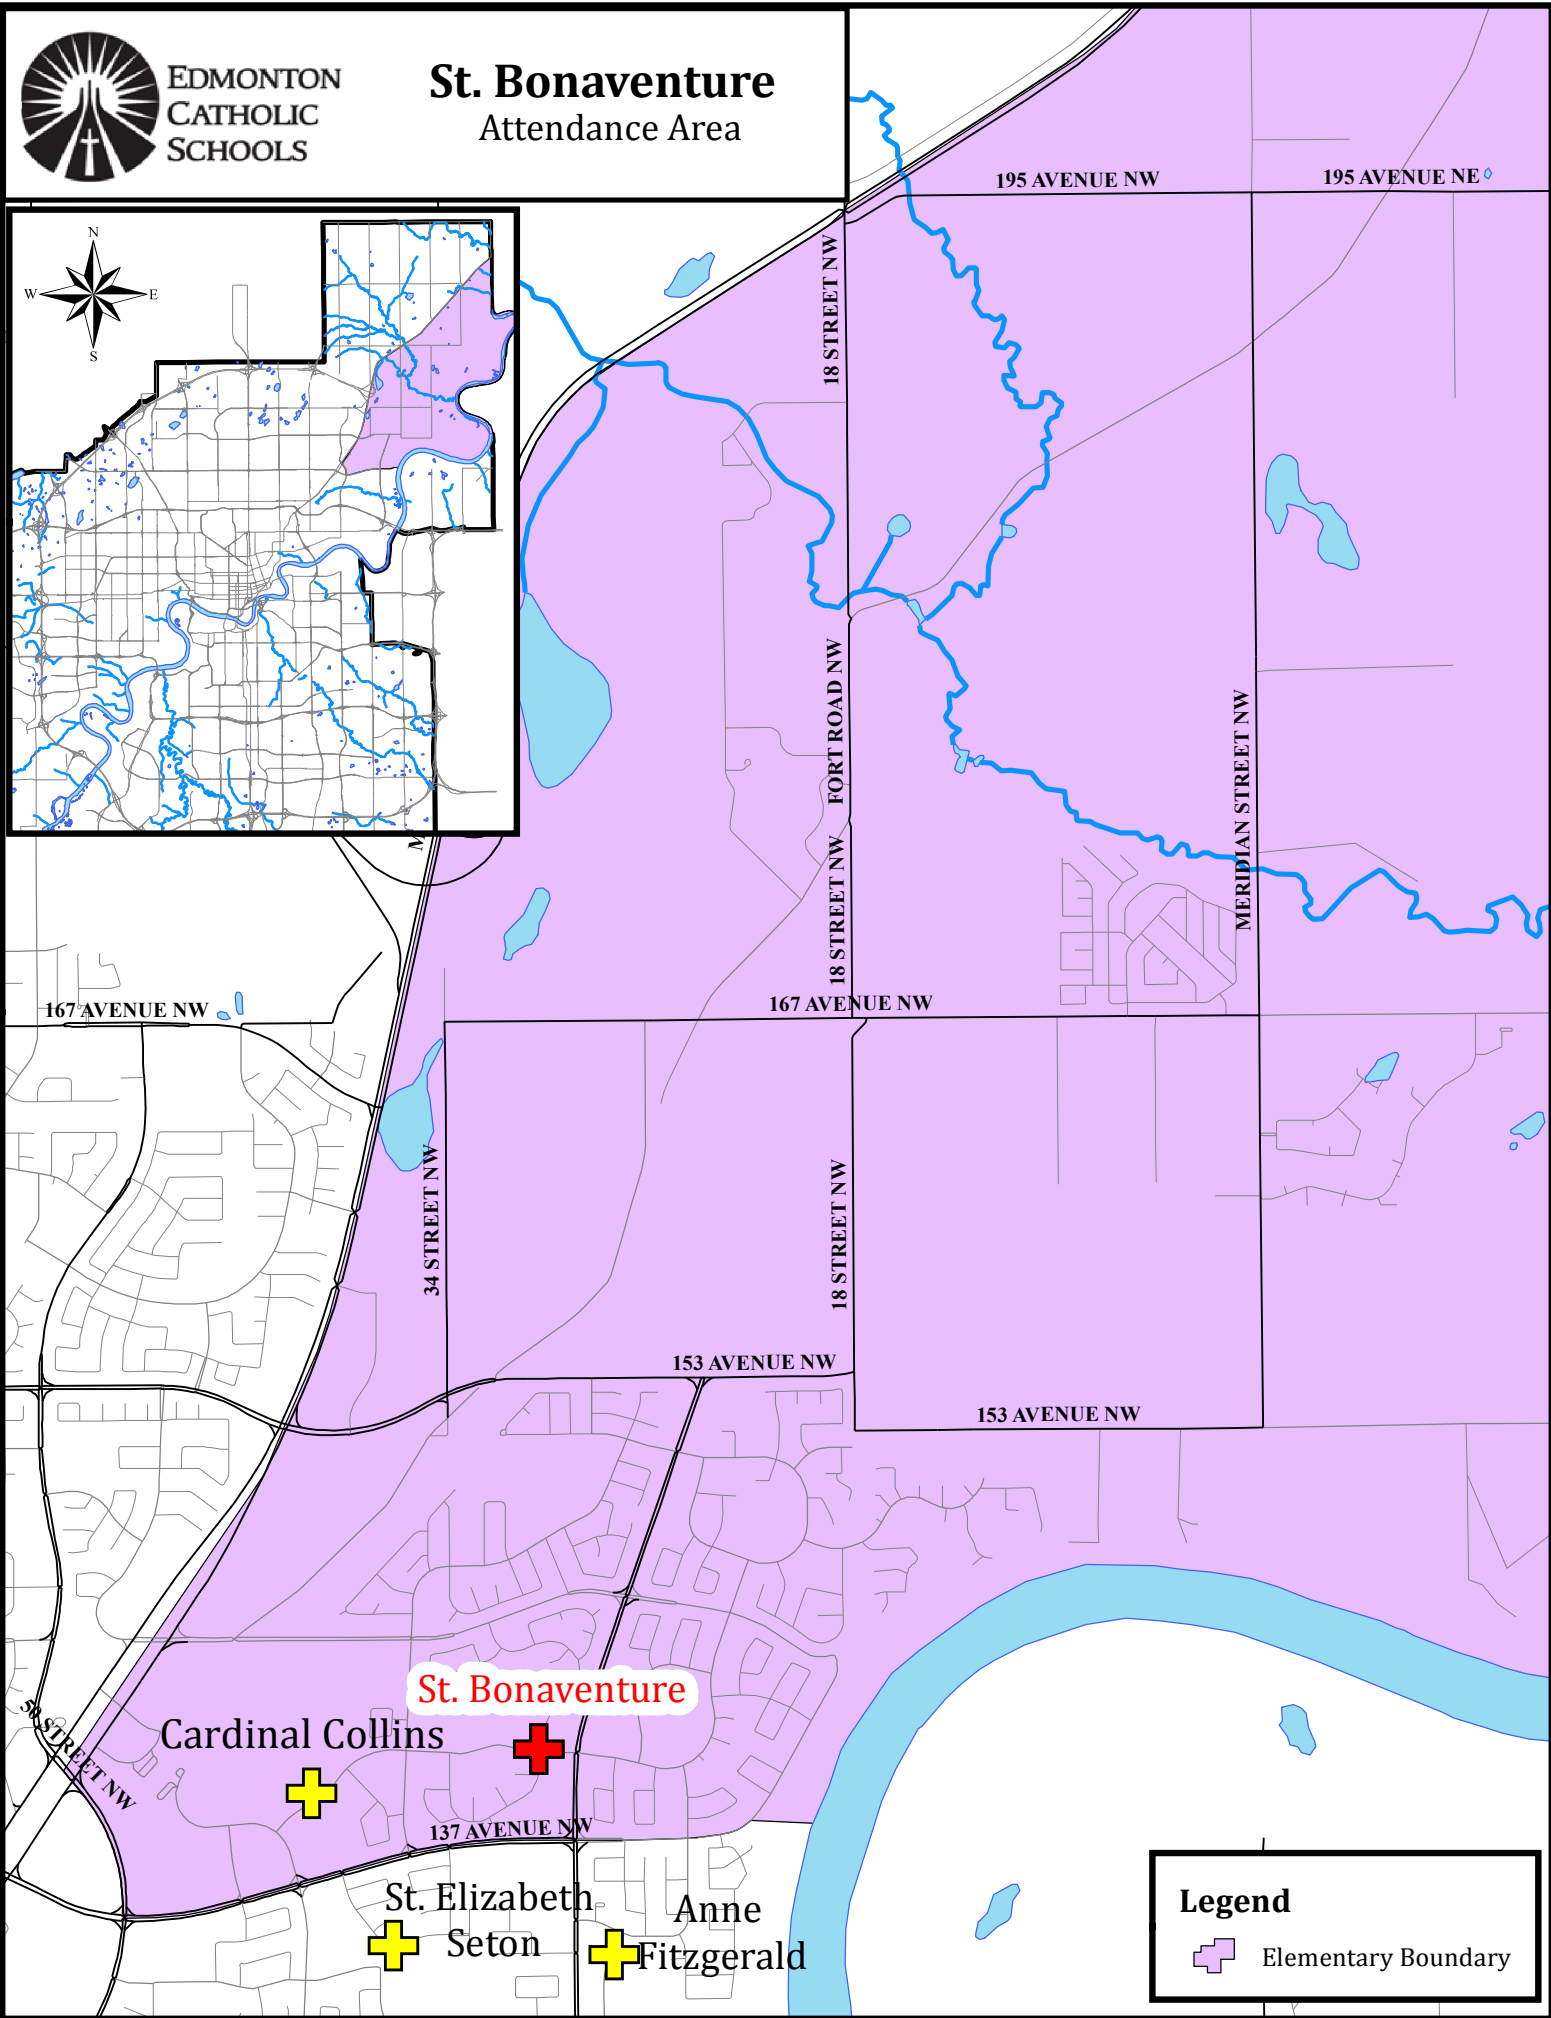 EDMONTON
CATHOLIC
SCHOOLS
St. Bonaventure
Attendance Area
N
W
E
S
195 AVENUE NW
195 AVENUE NE
18 STREET NW
FORT ROAD NW
MERIDIAN STREET NW
18 STREET NW
167 AVENUE NW
167 AVENUE NW
34 STREET NW
18 STREET NW
153 AVENUE NW
153 AVENUE NW
St. Bonaventure
50 STREET NW
Cardinal Collins
137 AVENUE NW
St. Elizabeth
Seton
Anne
Fitzgerald
Legend
Elementary Boundary